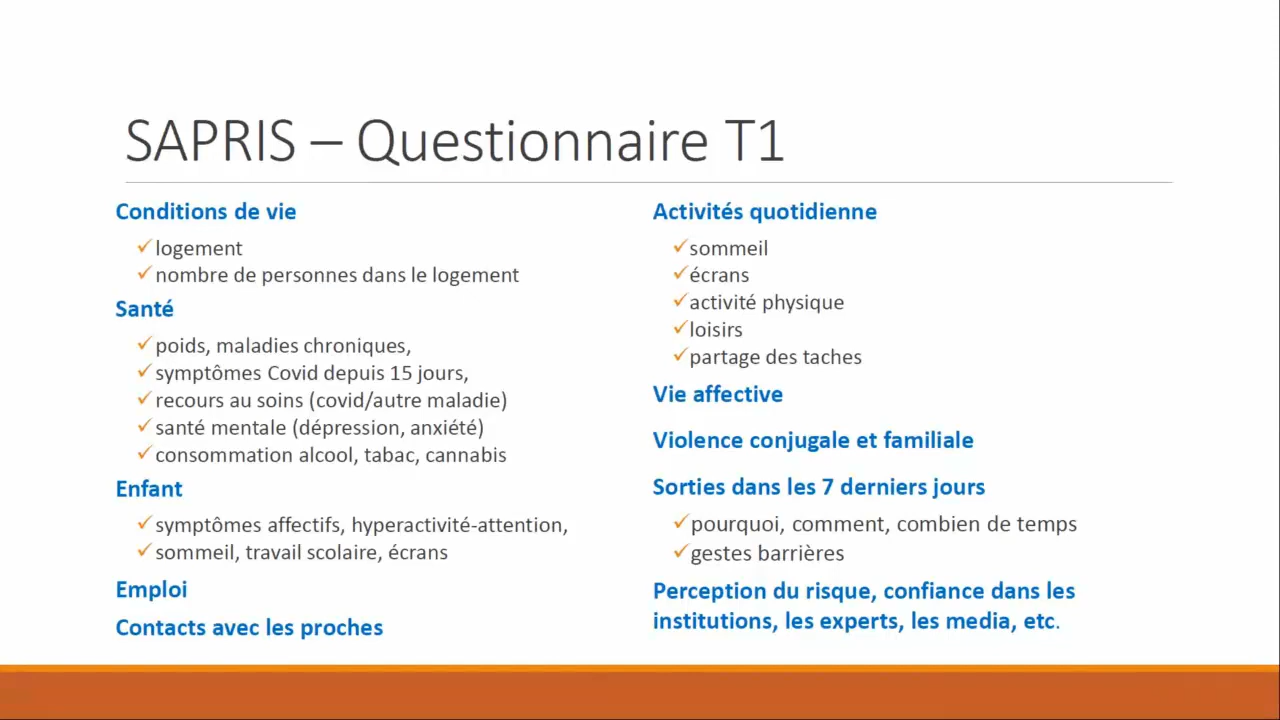 SAPRIS – Questionnaire T1
Conditions de vie
✓logement
✓nombre de personnes dans le logement
Santé
✓poids, maladies chroniques,
✓symptômes Covid depuis 15 jours,
✓recours au soins (covid/autre maladie)
✓santé mentale (dépression, anxiété)
✓consommation alcool, tabac, cannabis
Enfant
✓symptômes affectifs, hyperactivité-attention,
✓sommeil, travail scolaire, écrans
Emploi
Contacts avec les proches
Activités quotidienne
✓sommeil
✓écrans
✓activité physique
✓loisirs
✓partage des taches
Vie affective
Violence conjugale et familiale
Sorties dans les 7 derniers jours
✓pourquoi, comment, combien de temps
✓gestes barrières
Perception du risque, confiance dans les
institutions, les experts, les media, etc.